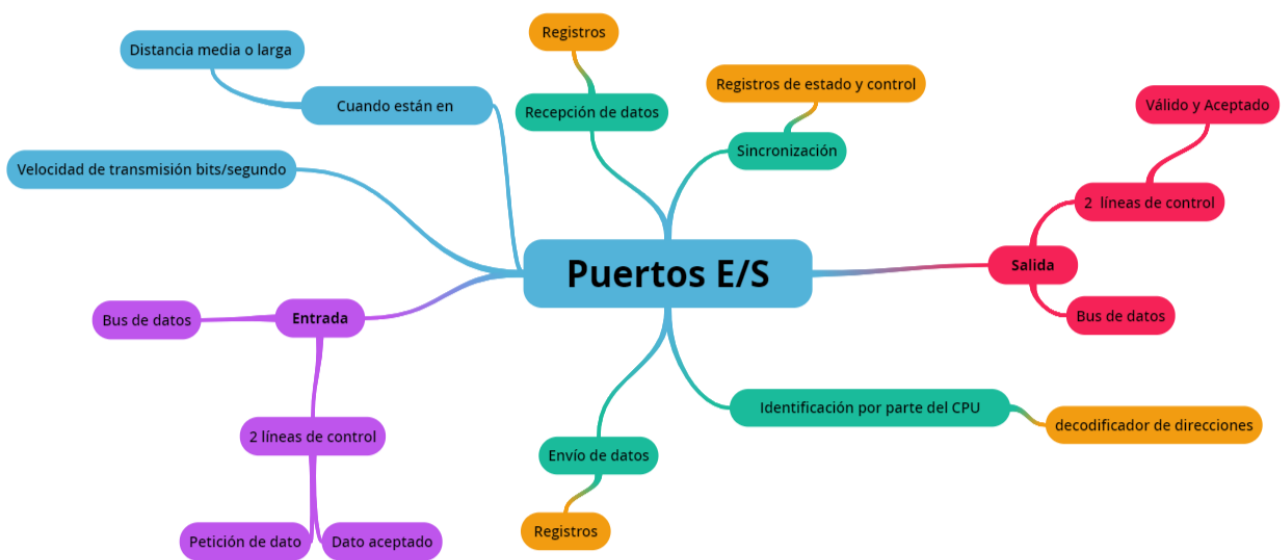 Puertos E/S
Cuando están en
Distancia media o larga
Velocidad de transmisión bits/segundo
Entrada
Bus de datos
2 líneas de control
Petición de dato
Dato aceptado
Recepción de datos
Registros
Sincronización
Registros de estado y control
Salida
2 líneas de control
Válido y Aceptado
Bus de datos
Identificación por parte del CPU
decodificador de direcciones
Envío de datos
Registros